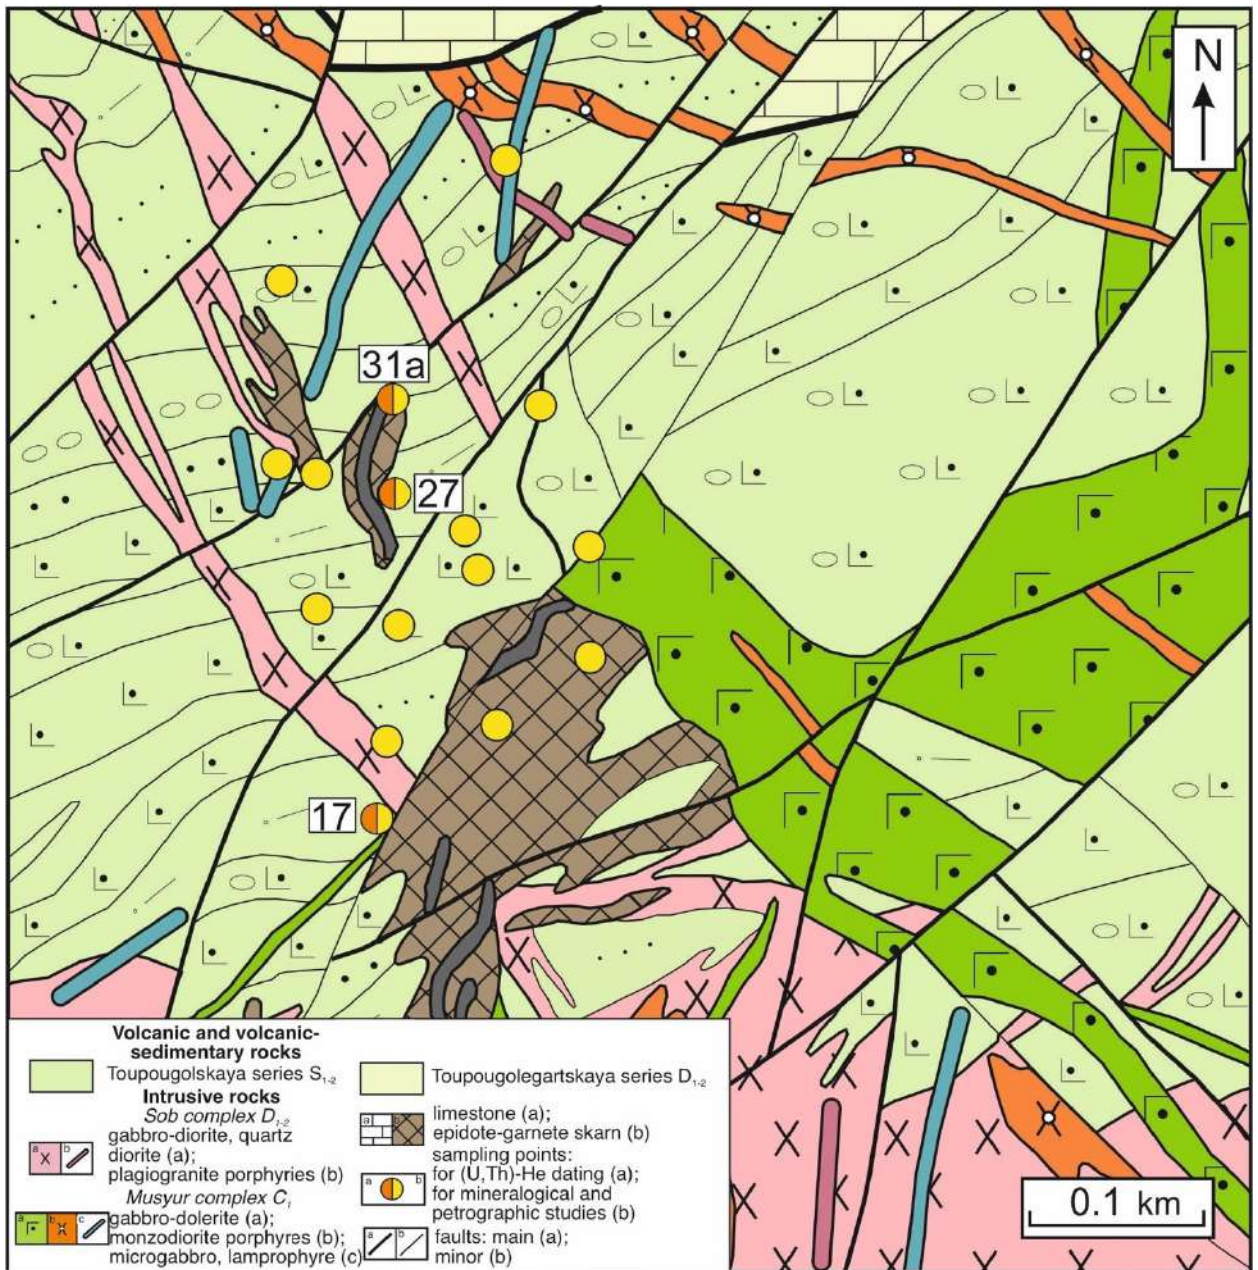 N
31a
27
17
0.1 km
Volcanic and volcanic-
sedimentary rocks
Toupougolskaya series S1-2
Intrusive rocks
Sob complex D1-2
gabbro-diorite, quartz
a X b
diorite (a);
plagiogranite porphyries (b)
Musyur complex C1
a b c
gabbro-dolerite (a);
monzodiorite porphyres (b);
microgabbro, lamprophyre (c)
Toupougolegartskaya series D1-2
a b
limestone (a);
epidote-garnete skarn (b)
sampling points:
a b
for (U,Th)-He dating (a);
for mineralogical and
petrographic studies (b)
a b
faults: main (a);
minor (b)